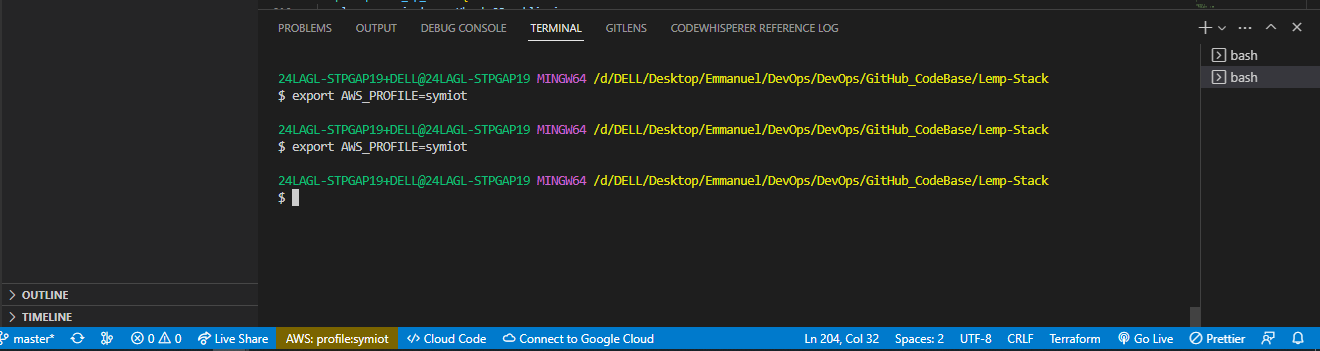 PROBLEMS OUTPUT DEBUG CONSOLE TERMINAL GITLENS CODEWHISPERER REFERENCE LOG
24LAGL-STPGAP19+DELL@24LAGL-STPGAP19 MINGW64 /d/DELL/Desktop/Emmanuel/DevOps/DevOps/GitHub_CodeBase/Lemp-Stack
$ export AWS_PROFILE=symiot
24LAGL-STPGAP19+DELL@24LAGL-STPGAP19 MINGW64 /d/DELL/Desktop/Emmanuel/DevOps/DevOps/GitHub_CodeBase/Lemp-Stack
$ export AWS_PROFILE=symiot
24LAGL-STPGAP19+DELL@24LAGL-STPGAP19 MINGW64 /d/DELL/Desktop/Emmanuel/DevOps/DevOps/GitHub_CodeBase/Lemp-Stack
$
bash
bash
OUTLINE
TIMELINE
master* 0 0 Live Share AWS: profile:symiot Cloud Code Connect to Google Cloud Ln 204, Col 32 Spaces: 2 UTF-8 CRLF Terraform Go Live Prettier